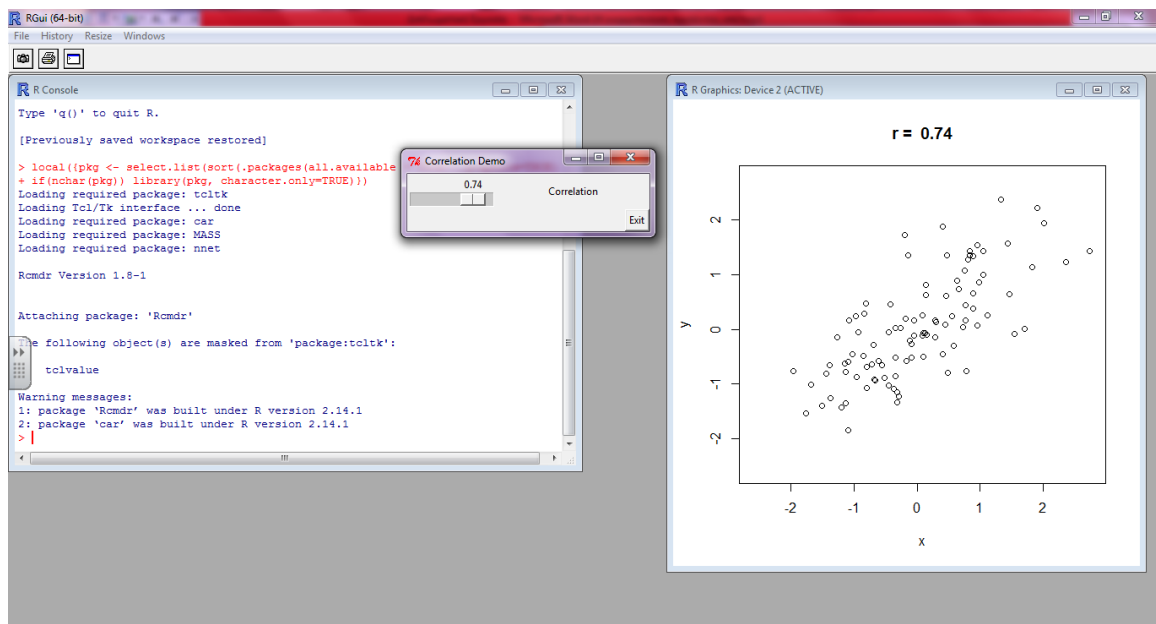 RGui (64-bit)
File History Resize Windows
R Console
Type 'q()' to quit R.
[Previously saved workspace restored]
> local({pkg <- select.list(sort(.packages(all.available
+ if(nchar(pkg)) library(pkg, character.only=TRUE)})
Loading required package: tcltk
Loading Tcl/Tk interface ... done
Loading required package: car
Loading required package: MASS
Loading required package: nnet
Rcmdr Version 1.8-1
Attaching package: 'Rcmdr'
The following object(s) are masked from 'package:tcltk':
tclvalue
Warning messages:
1: package ‘Rcmdr’ was built under R version 2.14.1
2: package ‘car’ was built under R version 2.14.1
>
Correlation Demo
0.74
Correlation
Exit
R Graphics: Device 2 (ACTIVE)
r = 0.74
2
1
0
-1
-2
y
-2 -1 0 1 2
x